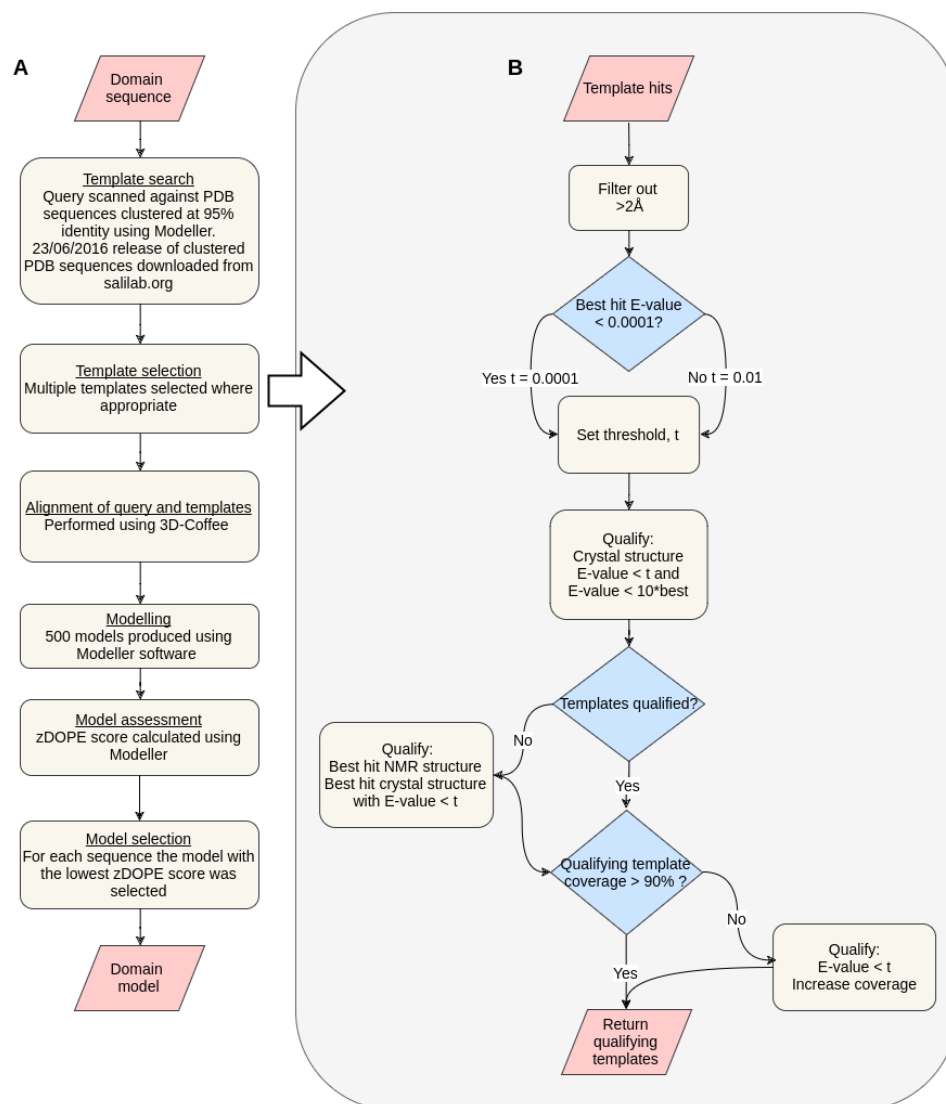 A
Domain
sequence
Template search
Query scanned against PDB
sequences clustered at 95%
identity using Modeller.
23/06/2016 release of clustered
PDB sequences downloaded from
salilab.org
Template selection
Multiple templates selected where
appropriate
Alignment of query and templates
Performed using 3D-Coffee
Modelling
500 models produced using
Modeller software
Model assessment
zDOPE score calculated using
Modeller
Model selection
For each sequence the model with
the lowest zDOPE score was
selected
Domain
model
B
Template hits
Filter out
>2Å
Best hit E-value
< 0.0001?
Yes t = 0.0001
No t = 0.01
Set threshold, t
Qualify:
Crystal structure
E-value < t and
E-value < 10*best
Templates qualified?
No
Qualify:
Best hit NMR structure
Best hit crystal structure
with E-value < t
Yes
Qualifying template
coverage > 90% ?
No
Qualify:
E-value < t
Increase coverage
Yes
Return
qualifying
templates